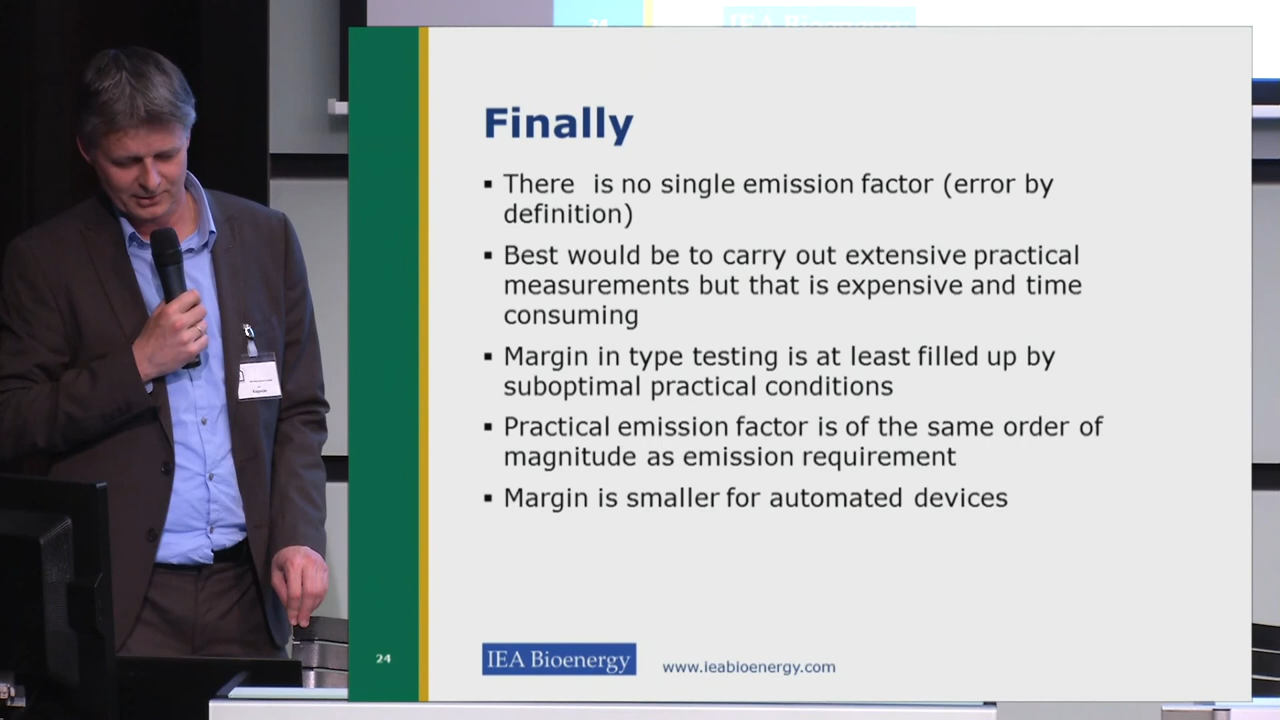 24
IEA Bioenergy
Finally
▪ There  is no single emission factor (error by
definition)
▪ Best would be to carry out extensive practical
measurements but that is expensive and time
consuming
▪ Margin in type testing is at least filled up by
suboptimal practical conditions
▪ Practical emission factor is of the same order of
magnitude as emission requirement
▪ Margin is smaller for automated devices
24
IEA Bioenergy
www.ieabioenergy.com